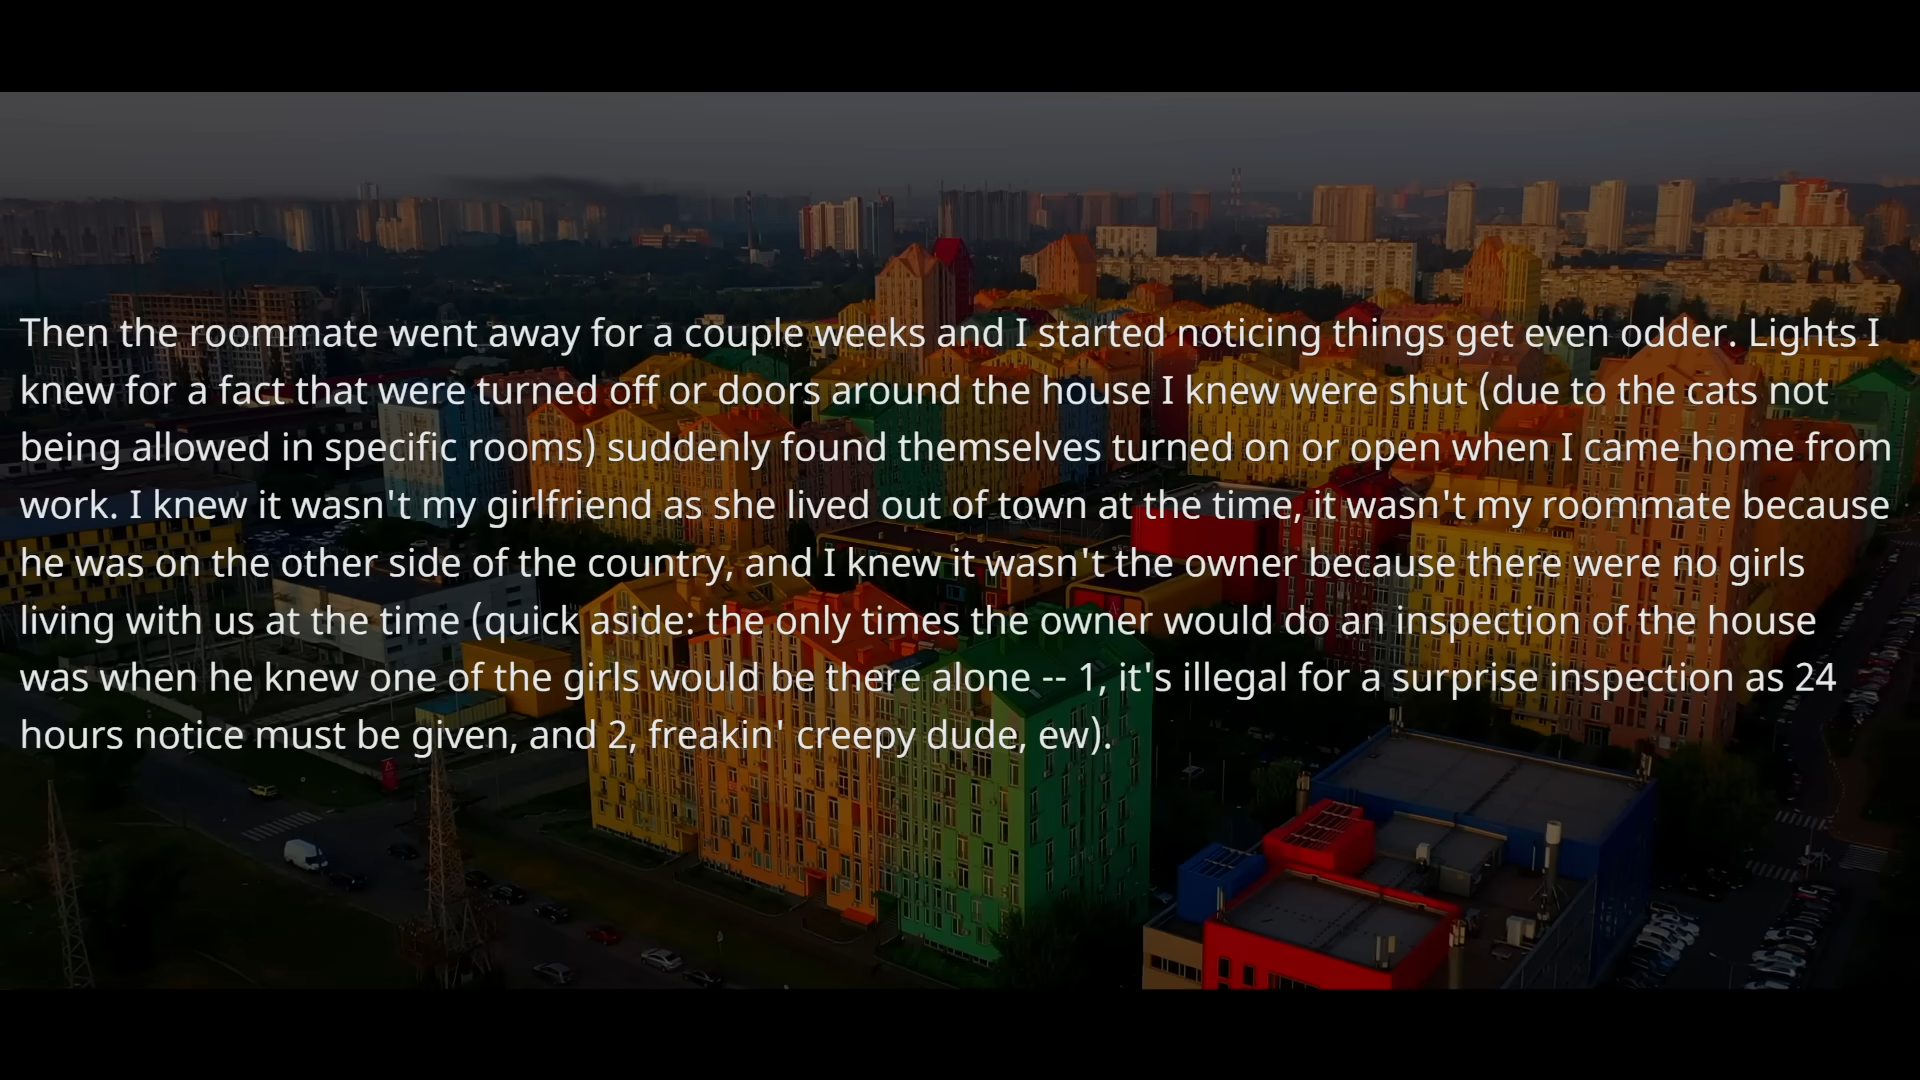 Then the roommate went away for a couple weeks and I started noticing things get even odder. Lights I
knew for a fact that were turned off or doors around the house I knew were shut (due to the cats not
being allowed in specific rooms) suddenly found themselves turned on or open when I came home from
work. I knew it wasn't my girlfriend as she lived out of town at the time, it wasn't my roommate because
he was on the other side of the country, and I knew it wasn't the owner because there were no girls
living with us at the time (quick aside: the only times the owner would do an inspection of the house
was when he knew one of the girls would be there alone -- 1, it's illegal for a surprise inspection as 24
hours notice must be given, and 2, freakin' creepy dude, ew).